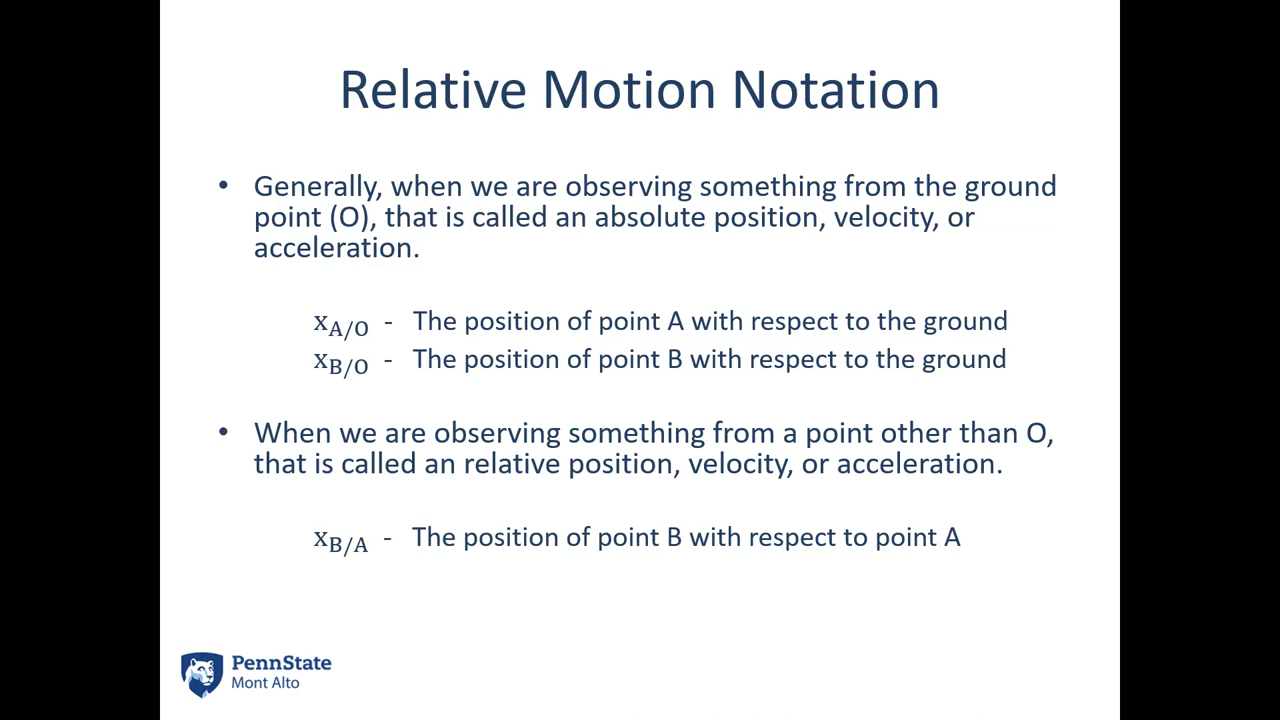 Relative Motion Notation
• Generally, when we are observing something from the ground
point (O), that is called an absolute position, velocity, or
acceleration.
x_{A/O} - The position of point A with respect to the ground
x_{B/O} - The position of point B with respect to the ground
• When we are observing something from a point other than O,
that is called an relative position, velocity, or acceleration.
x_{B/A} - The position of point B with respect to point A
PennState
Mont Alto